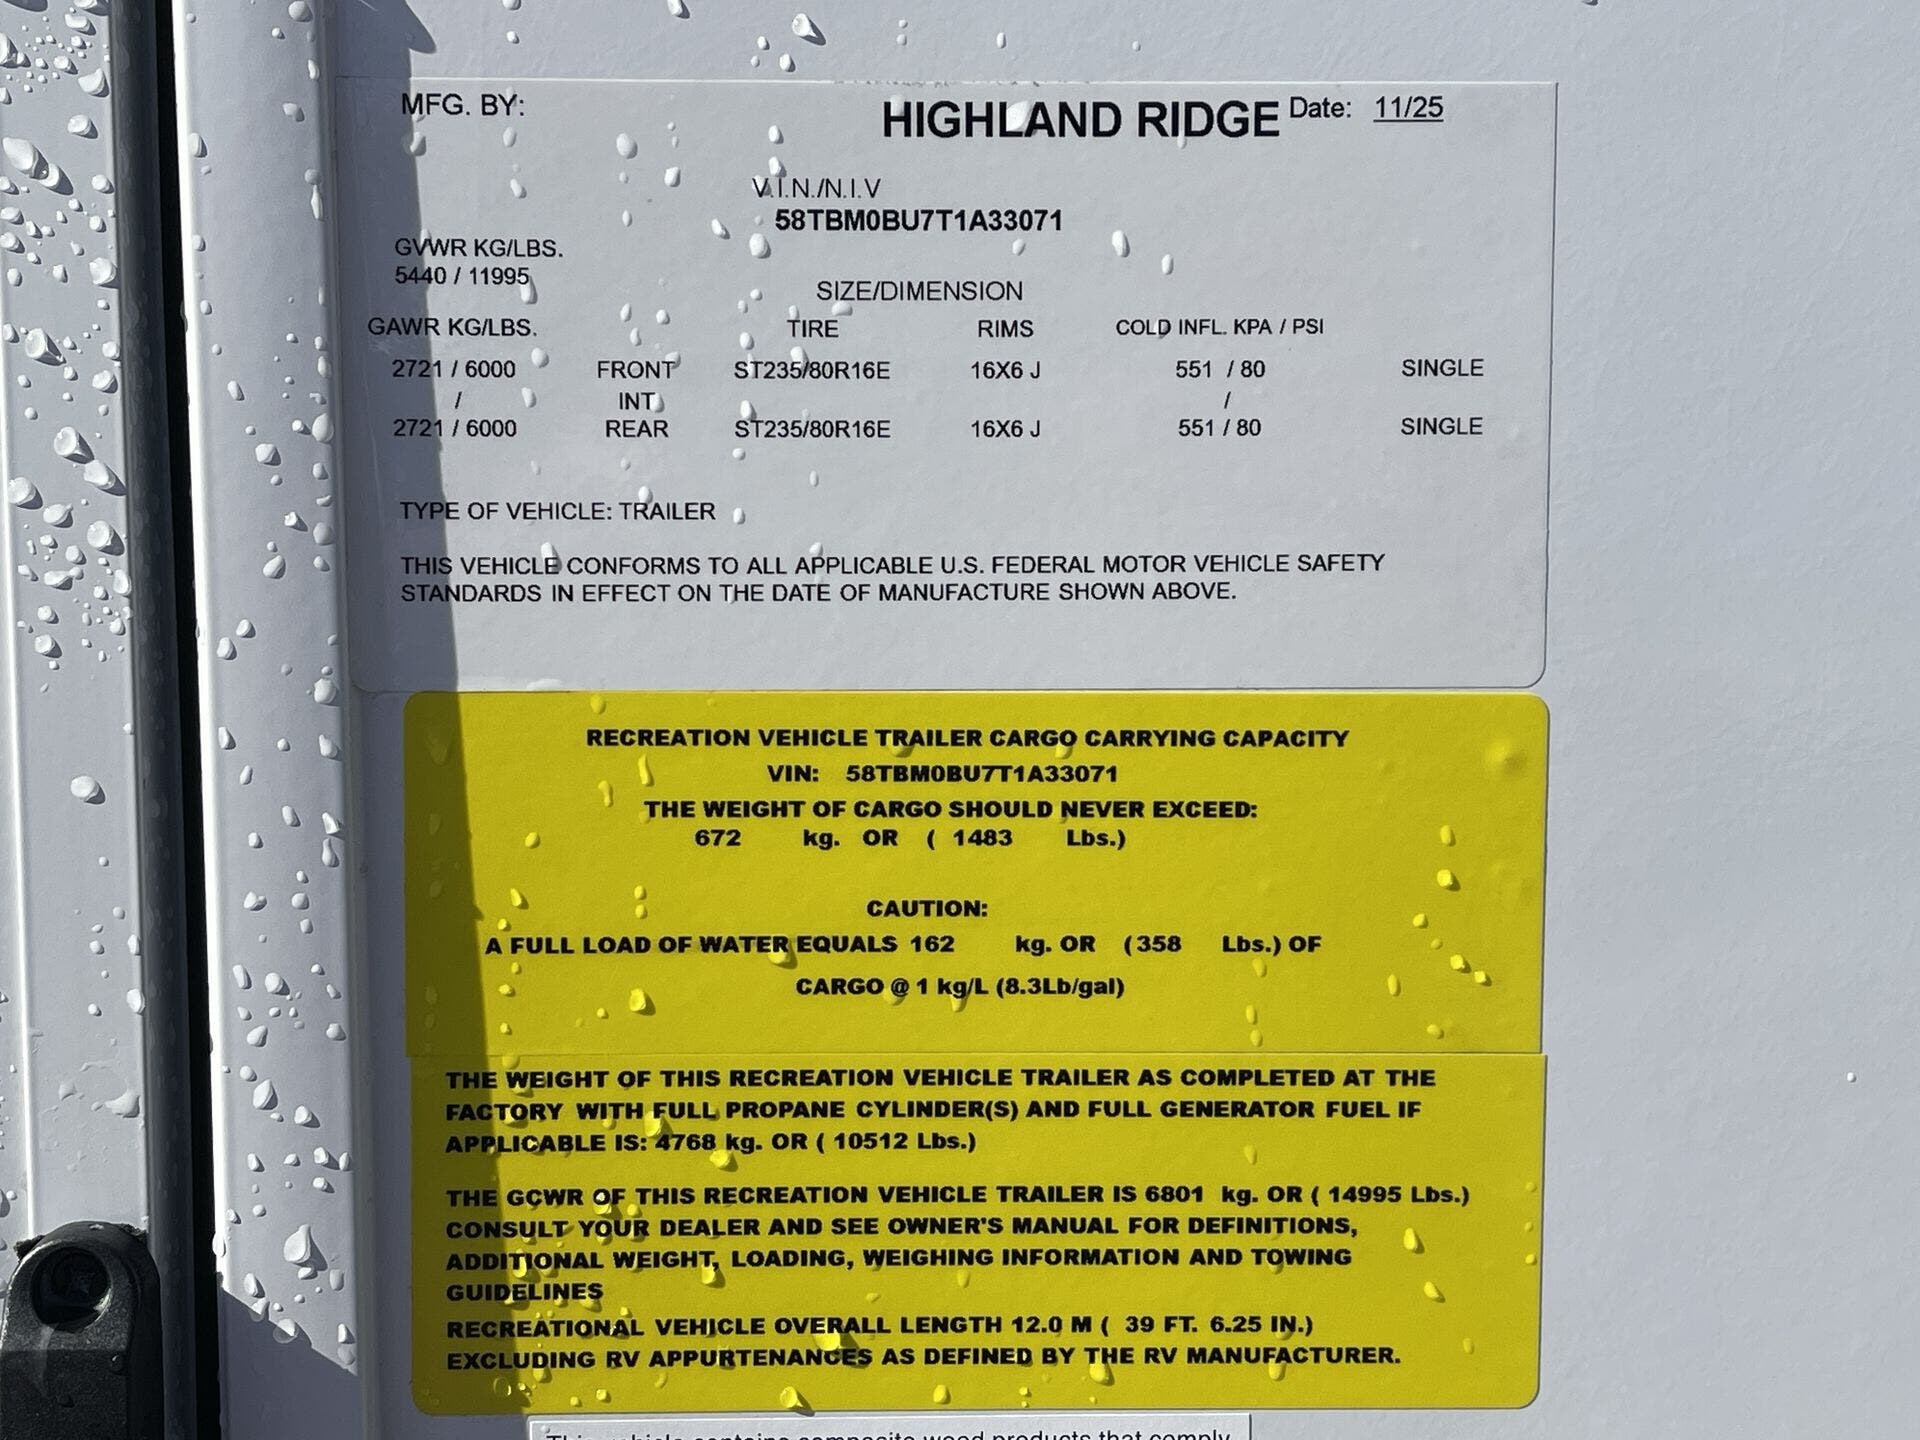 MFG. BY: HIGHLAND RIDGE Date: 11/25
V.I.N./N.I.V
58TBM0BU7T1A33071
GVWR KG/LBS.
5440 / 11995
SIZE/DIMENSION
GAWR KG/LBS. TIRE RIMS COLD INFL. KPA / PSI
2721 / 6000 FRONT ST235/80R16E 16X6 J 551 / 80 SINGLE
/ INT /
2721 / 6000 REAR ST235/80R16E 16X6 J 551 / 80 SINGLE
TYPE OF VEHICLE: TRAILER
THIS VEHICLE CONFORMS TO ALL APPLICABLE U.S. FEDERAL MOTOR VEHICLE SAFETY
STANDARDS IN EFFECT ON THE DATE OF MANUFACTURE SHOWN ABOVE.
RECREATION VEHICLE TRAILER CARGO CARRYING CAPACITY
VIN: 58TBM0BU7T1A33071
THE WEIGHT OF CARGO SHOULD NEVER EXCEED:
672 kg. OR ( 1483 Lbs.)
CAUTION:
A FULL LOAD OF WATER EQUALS 162 kg. OR (358 Lbs.) OF
CARGO @ 1 kg/L (8.3Lb/gal)
THE WEIGHT OF THIS RECREATION VEHICLE TRAILER AS COMPLETED AT THE
FACTORY WITH FULL PROPANE CYLINDER(S) AND FULL GENERATOR FUEL IF
APPLICABLE IS: 4768 kg. OR ( 10512 Lbs.)
THE GCWR OF THIS RECREATION VEHICLE TRAILER IS 6801 kg. OR ( 14995 Lbs.)
CONSULT YOUR DEALER AND SEE OWNER'S MANUAL FOR DEFINITIONS,
ADDITIONAL WEIGHT, LOADING, WEIGHING INFORMATION AND TOWING
GUIDELINES
RECREATIONAL VEHICLE OVERALL LENGTH 12.0 M ( 39 FT. 6.25 IN.)
EXCLUDING RV APPURTENANCES AS DEFINED BY THE RV MANUFACTURER.
This vehicle contains composite wood products that comply